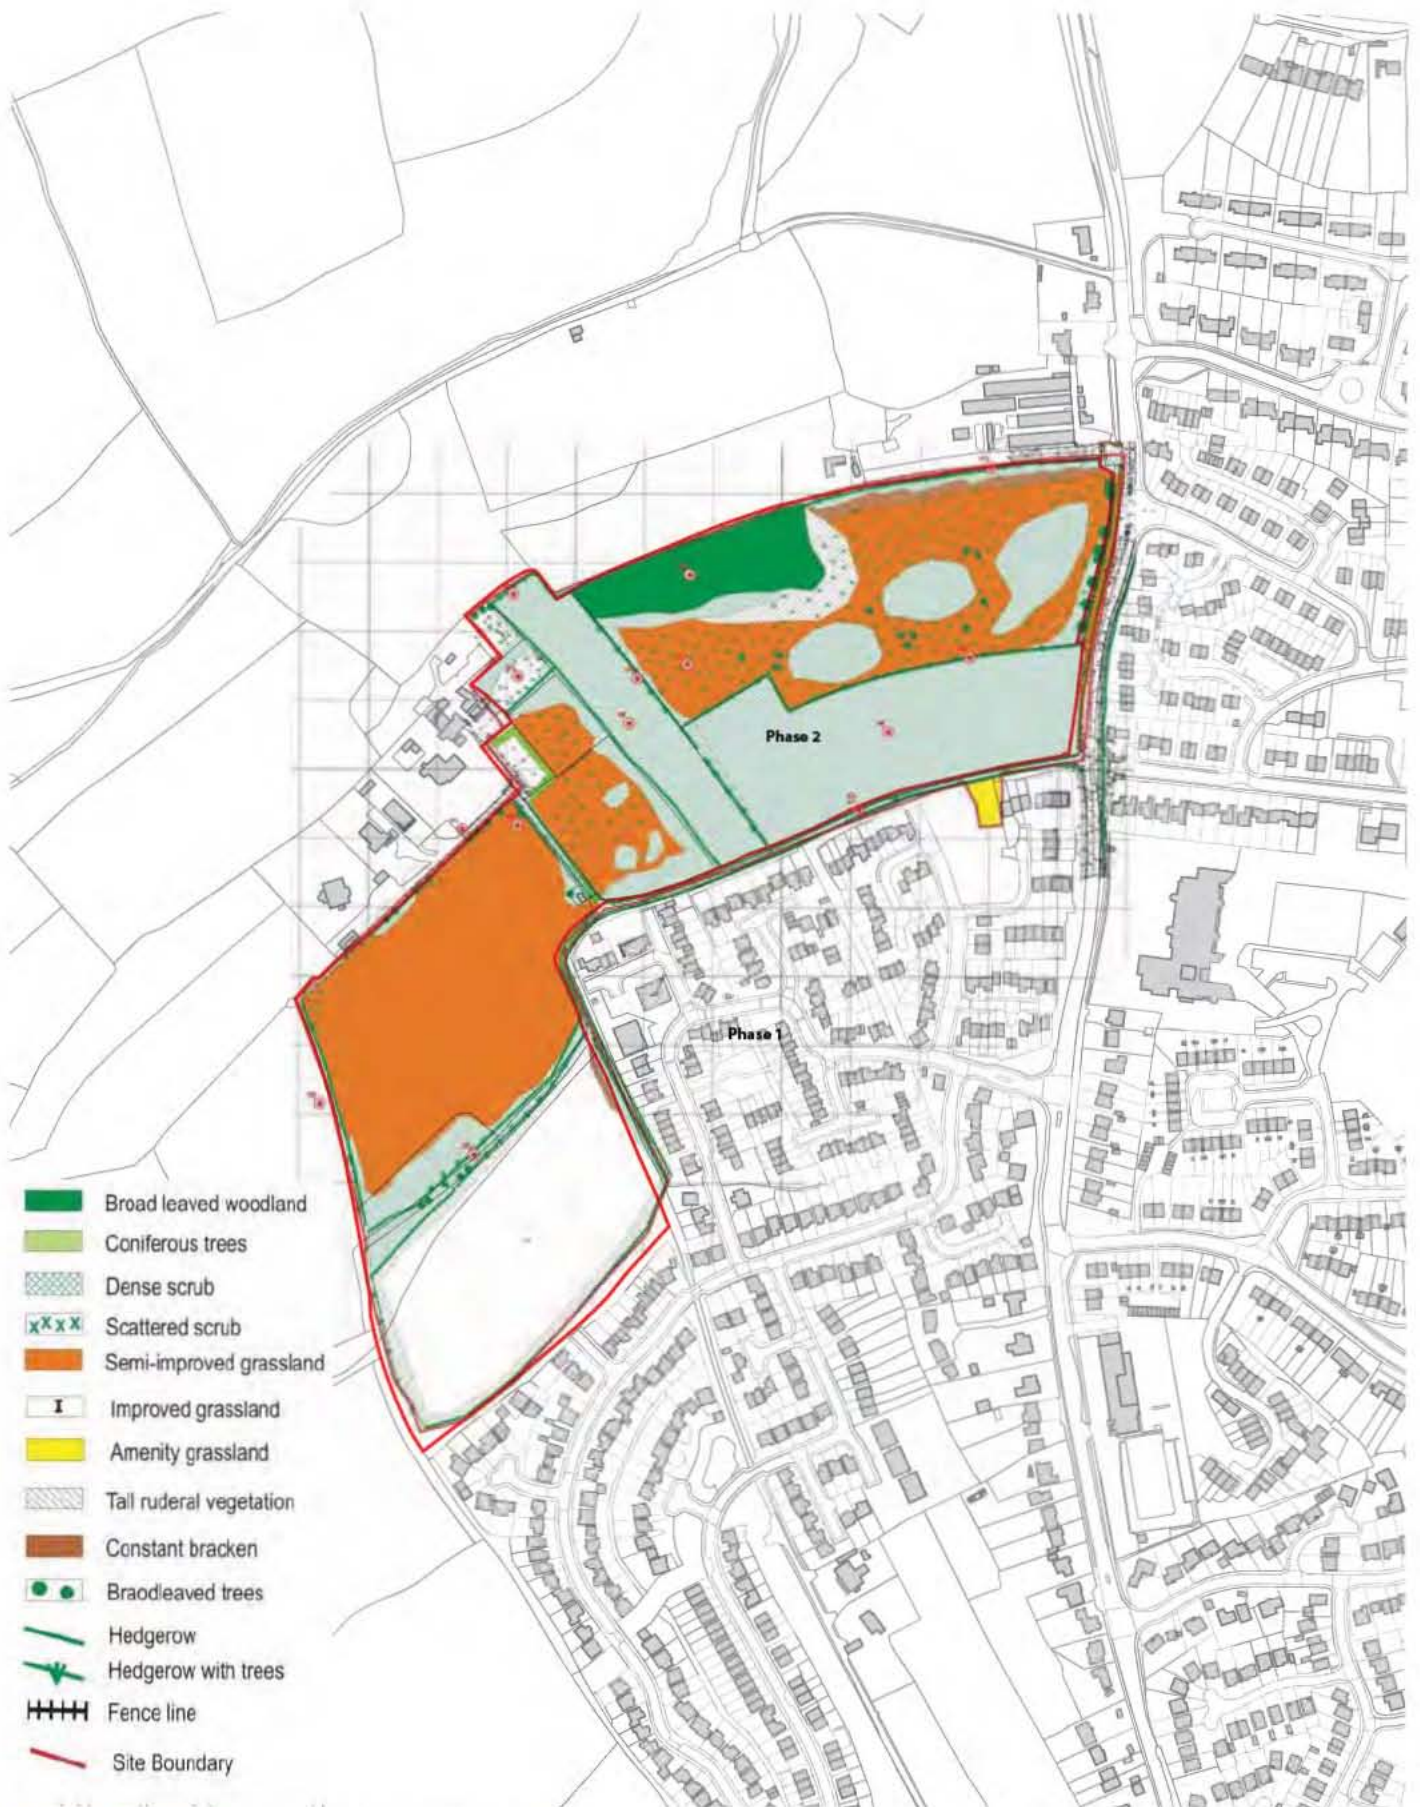 Phase 2
Phase 1
Broad leaved woodland
Coniferous trees
Dense scrub
Scattered scrub
Semi-improved grassland
I Improved grassland
Amenity grassland
Tall ruderal vegetation
Constant bracken
Braodleaved trees
Hedgerow
Hedgerow with trees
Fence line
Site Boundary